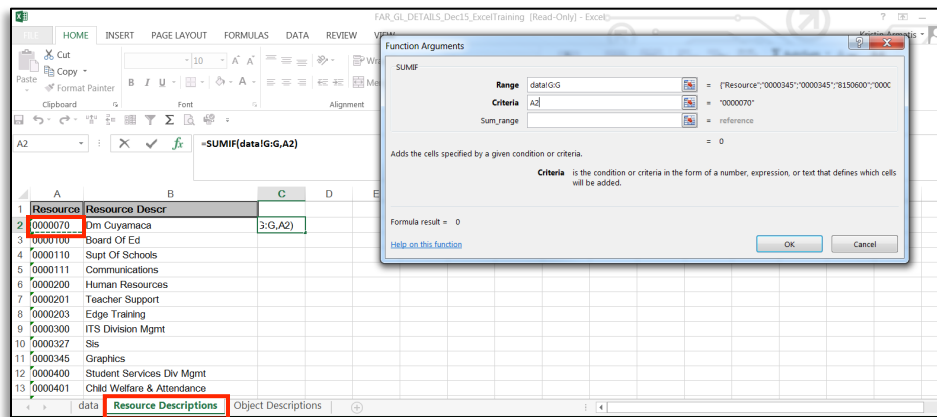 FAR_GL_DETAILS_Dec15_ExcelTraining [Read-Only] - Excel
FILE HOME INSERT PAGE LAYOUT FORMULAS DATA REVIEW VIEW
Cut
Copy
Format Painter
Paste
10
B I U
Clipboard Font Alignment
A2 =SUMIF(data!G:G,A2)
Function Arguments
SUMIF
Range data!G:G = {"Resource";"0000345";"0000345";"8150600";"000C
Criteria A2 = "0000070"
Sum_range = reference
= 0
Adds the cells specified by a given condition or criteria.
Criteria is the condition or criteria in the form of a number, expression, or text that defines which cells
will be added.
Formula result = 0
Help on this function OK Cancel
A B C D E
1 Resource Resource Descr
2 0000070 Dm Cuyamaca G:G,A2)
3 0000100 Board Of Ed
4 0000110 Supt Of Schools
5 0000111 Communications
6 0000200 Human Resources
7 0000201 Teacher Support
8 0000203 Edge Training
9 0000300 ITS Division Mgmt
10 0000327 Sis
11 0000345 Graphics
12 0000400 Student Services Div Mgmt
13 0000401 Child Welfare & Attendance
data Resource Descriptions Object Descriptions